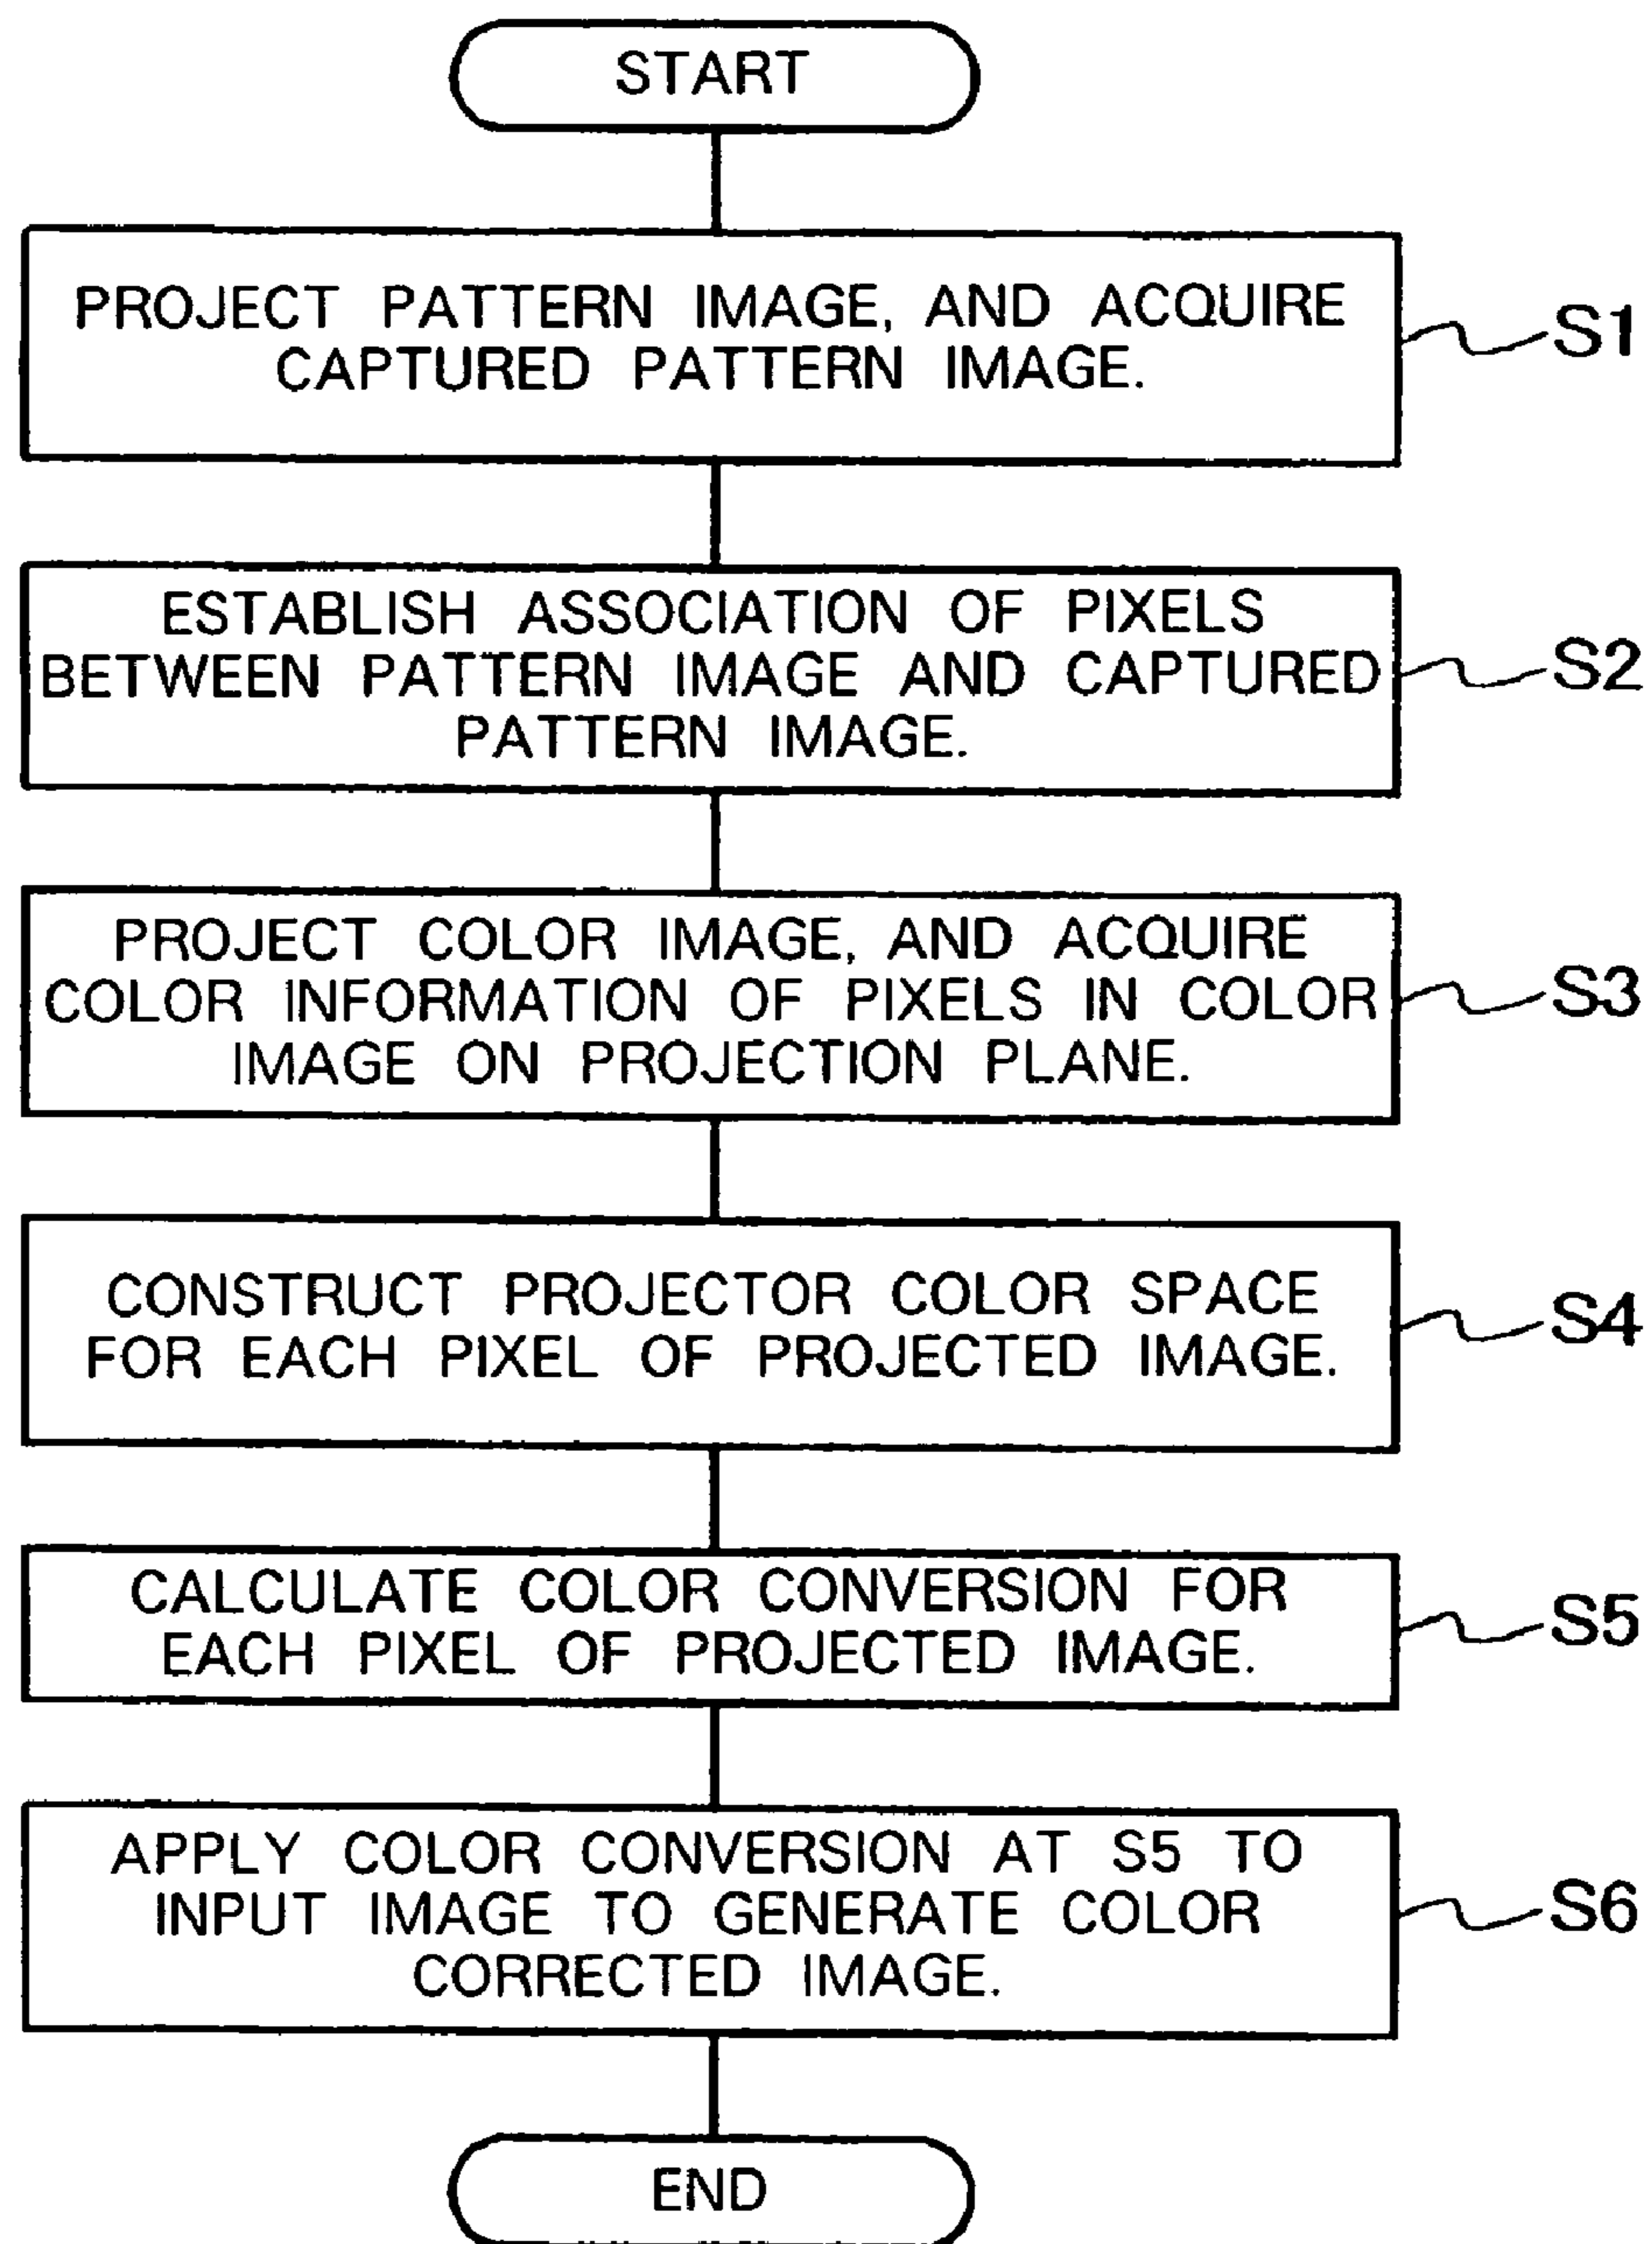 START
PROJECT PATTERN IMAGE, AND ACQUIRE
CAPTURED PATTERN IMAGE.
S1
ESTABLISH ASSOCIATION OF PIXELS
BETWEEN PATTERN IMAGE AND CAPTURED
PATTERN IMAGE.
S2
PROJECT COLOR IMAGE, AND ACQUIRE
COLOR INFORMATION OF PIXELS IN COLOR
IMAGE ON PROJECTION PLANE.
S3
CONSTRUCT PROJECTOR COLOR SPACE
FOR EACH PIXEL OF PROJECTED IMAGE.
S4
CALCULATE COLOR CONVERSION FOR
EACH PIXEL OF PROJECTED IMAGE.
S5
APPLY COLOR CONVERSION AT S5 TO
INPUT IMAGE TO GENERATE COLOR
CORRECTED IMAGE.
S6
END